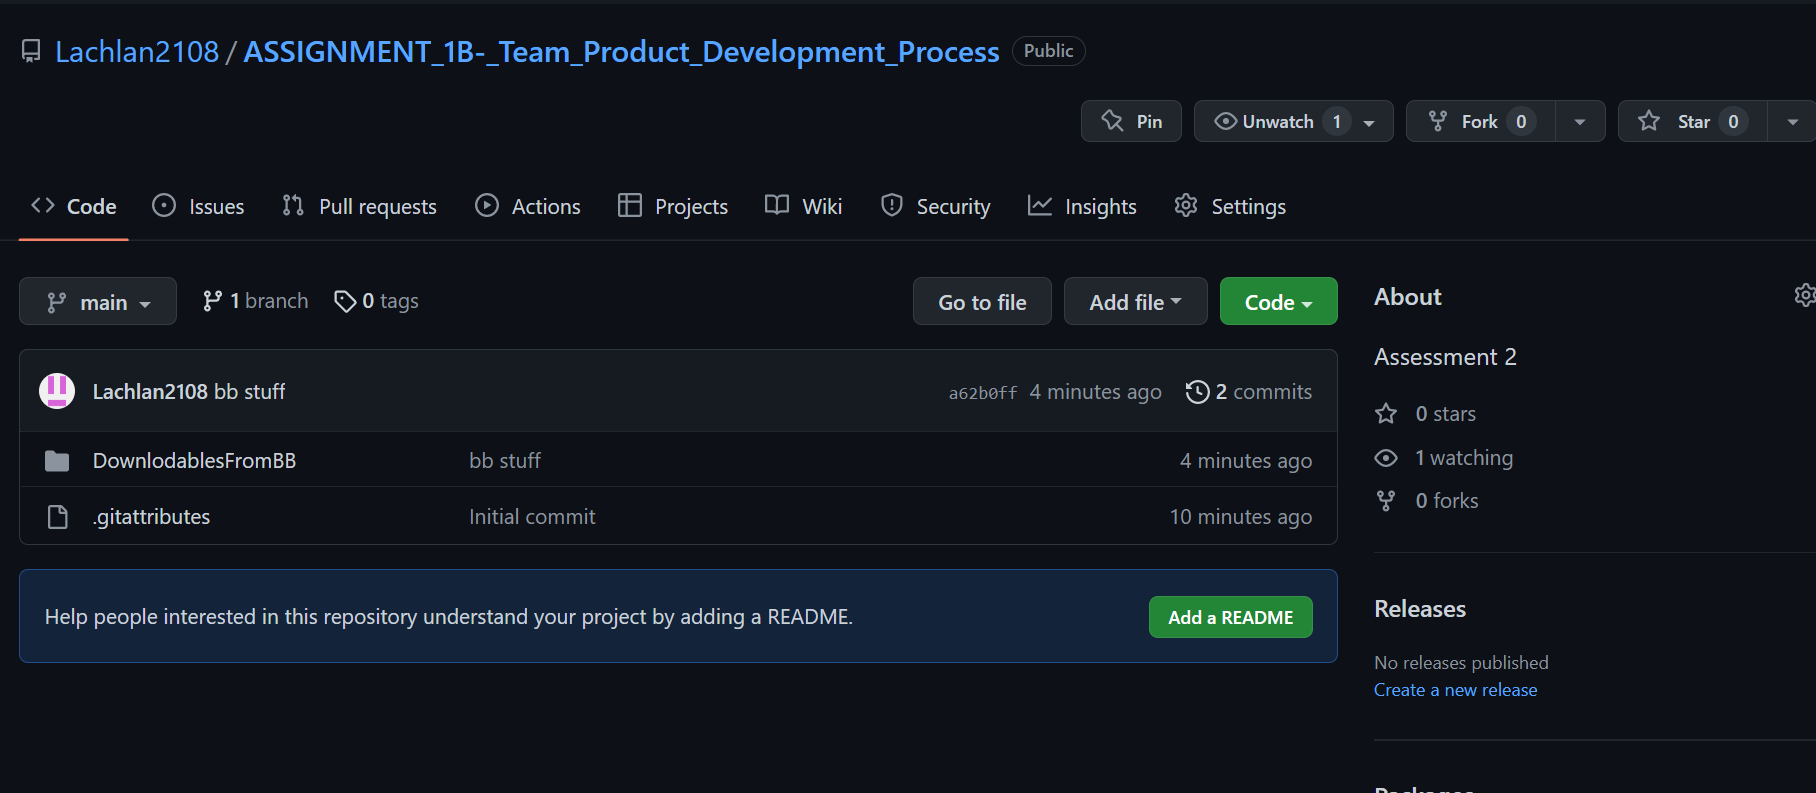 Lachlan2108 / ASSIGNMENT_1B-_Team_Product_Development_Process Public
Pin Unwatch 1 Fork 0 Star 0
Code Issues Pull requests Actions Projects Wiki Security Insights Settings
main 1 branch 0 tags Go to file Add file Code
About
Assessment 2
Lachlan2108 bb stuff a62b0ff 4 minutes ago 2 commits
0 stars
DownlodablesFromBB bb stuff 4 minutes ago
1 watching
0 forks
.gitattributes Initial commit 10 minutes ago
Help people interested in this repository understand your project by adding a README. Add a README
Releases
No releases published
Create a new release
Packages